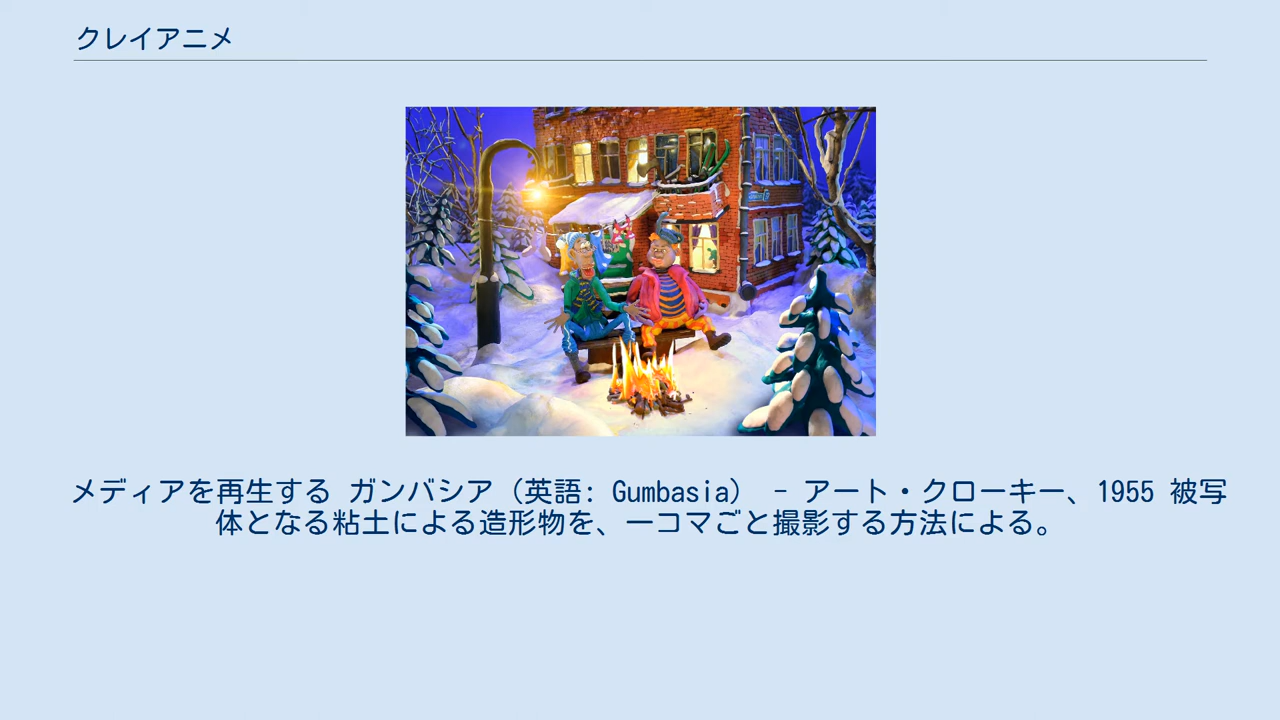 クレイアニメ
メディアを再生する ガンバシア（英語: Gumbasia） - アート・クローキー、1955 被写
体となる粘土による造形物を、一コマごと撮影する方法による。